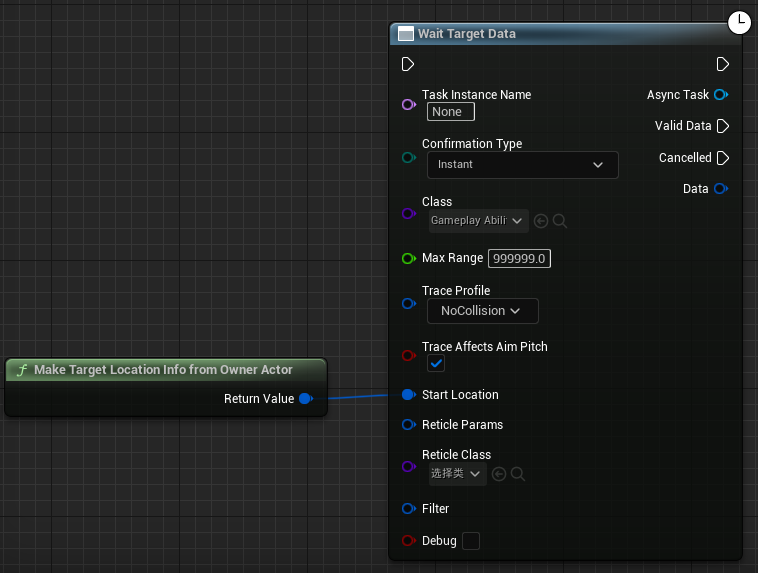 Wait Target Data
Task Instance Name
None
Async Task
Valid Data
Confirmation Type
Instant
Cancelled
Data
Class
Gameplay Abili
Max Range 999999.0
Trace Profile
NoCollision
Trace Affects Aim Pitch
Make Target Location Info from Owner Actor
Return Value
Start Location
Reticle Params
Reticle Class
选择类
Filter
Debug